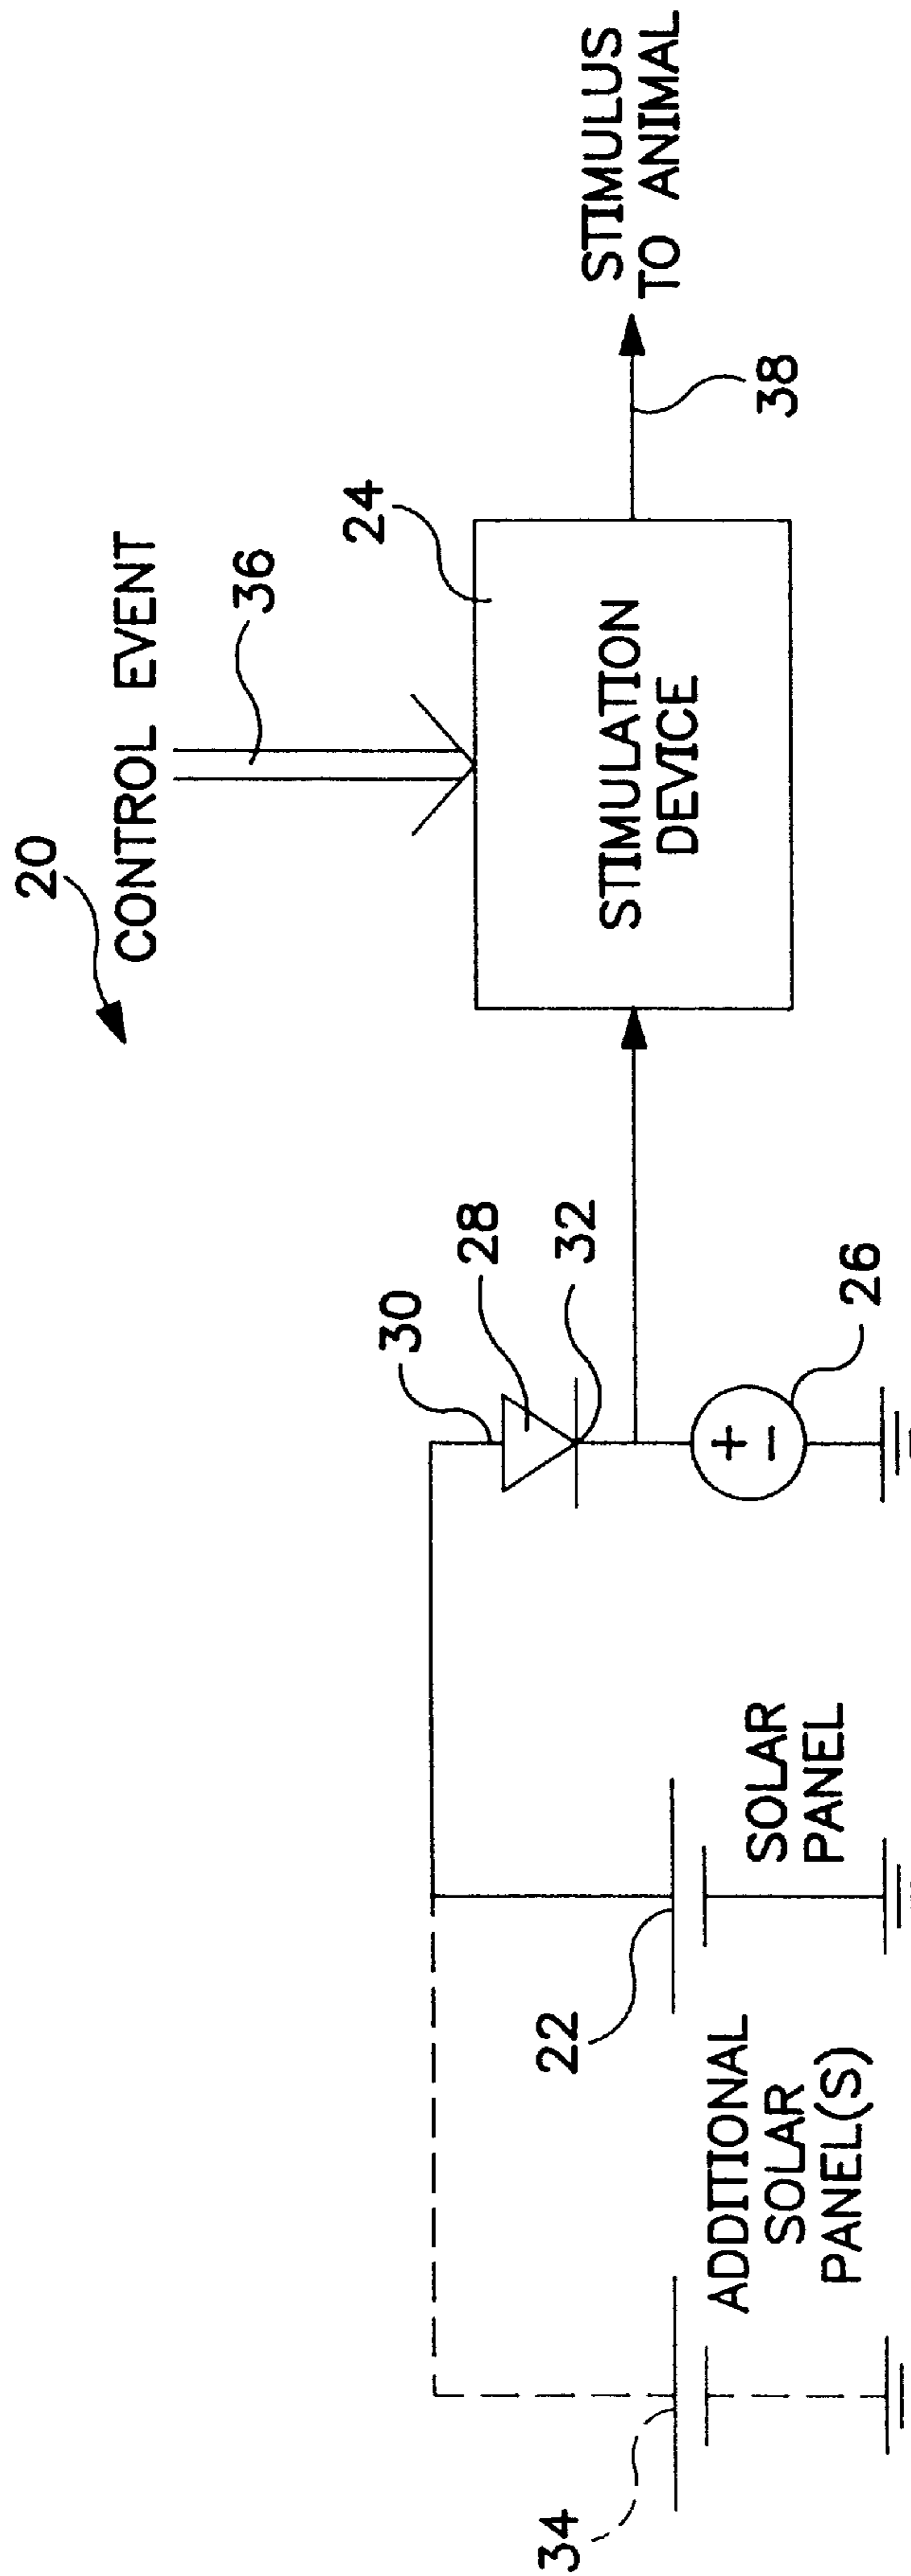 20
CONTROL EVENT
36
24
STIMULATION
DEVICE
STIMULUS
TO ANIMAL
38
30
28
32
+
−
26
22
SOLAR
PANEL
34
ADDITIONAL
SOLAR
PANEL(S)